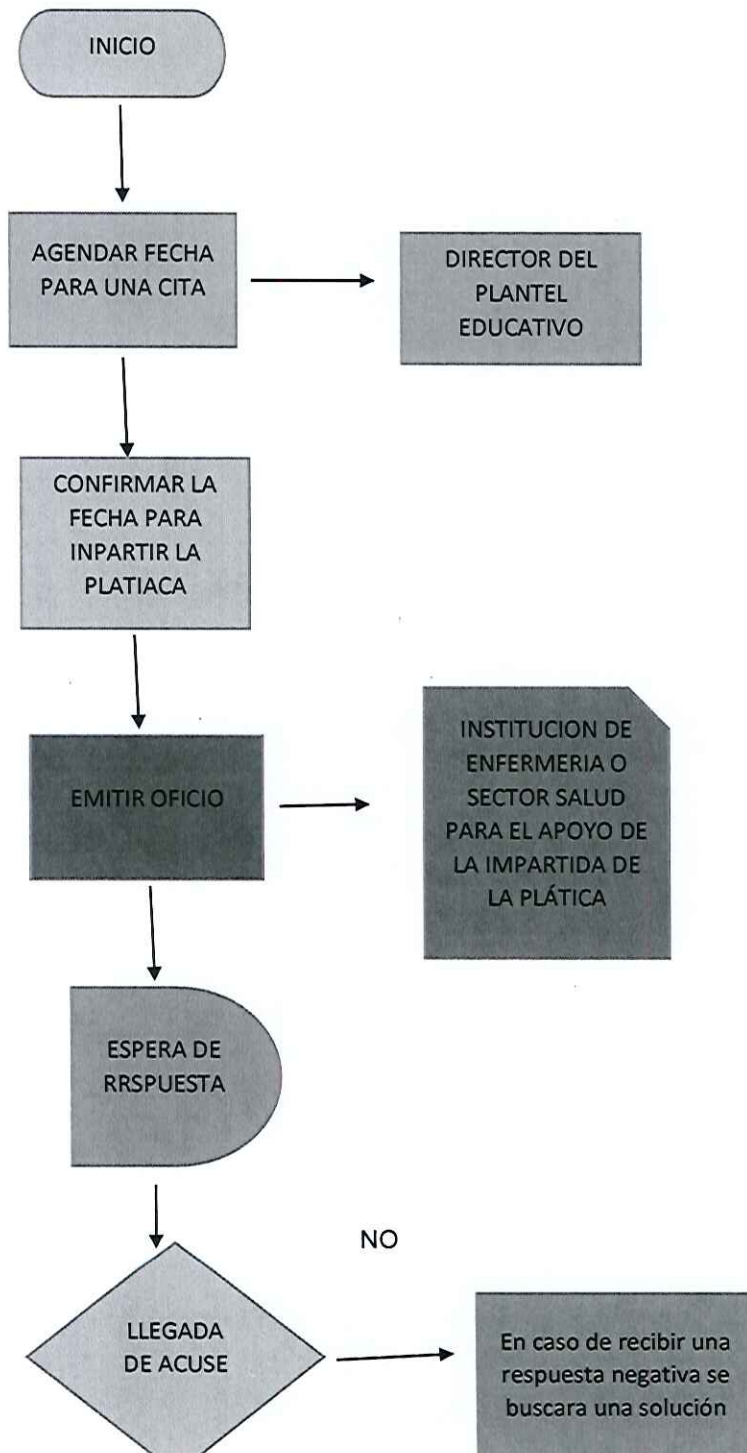 INICIO
AGENDAR FECHA
PARA UNA CITA
DIRECTOR DEL
PLANTEL
EDUCATIVO
CONFIRMAR LA
FECHA PARA
INPARTIR LA
PLATIACA
EMITIR OFICIO
INSTITUCION DE
ENFERMERIA O
SECTOR SALUD
PARA EL APOYO DE
LA IMPARTIDA DE
LA PLÁTICA
ESPERA DE
RRSPUESTA
NO
LLEGADA
DE ACUSE
En caso de recibir una
respuesta negativa se
buscara una solución